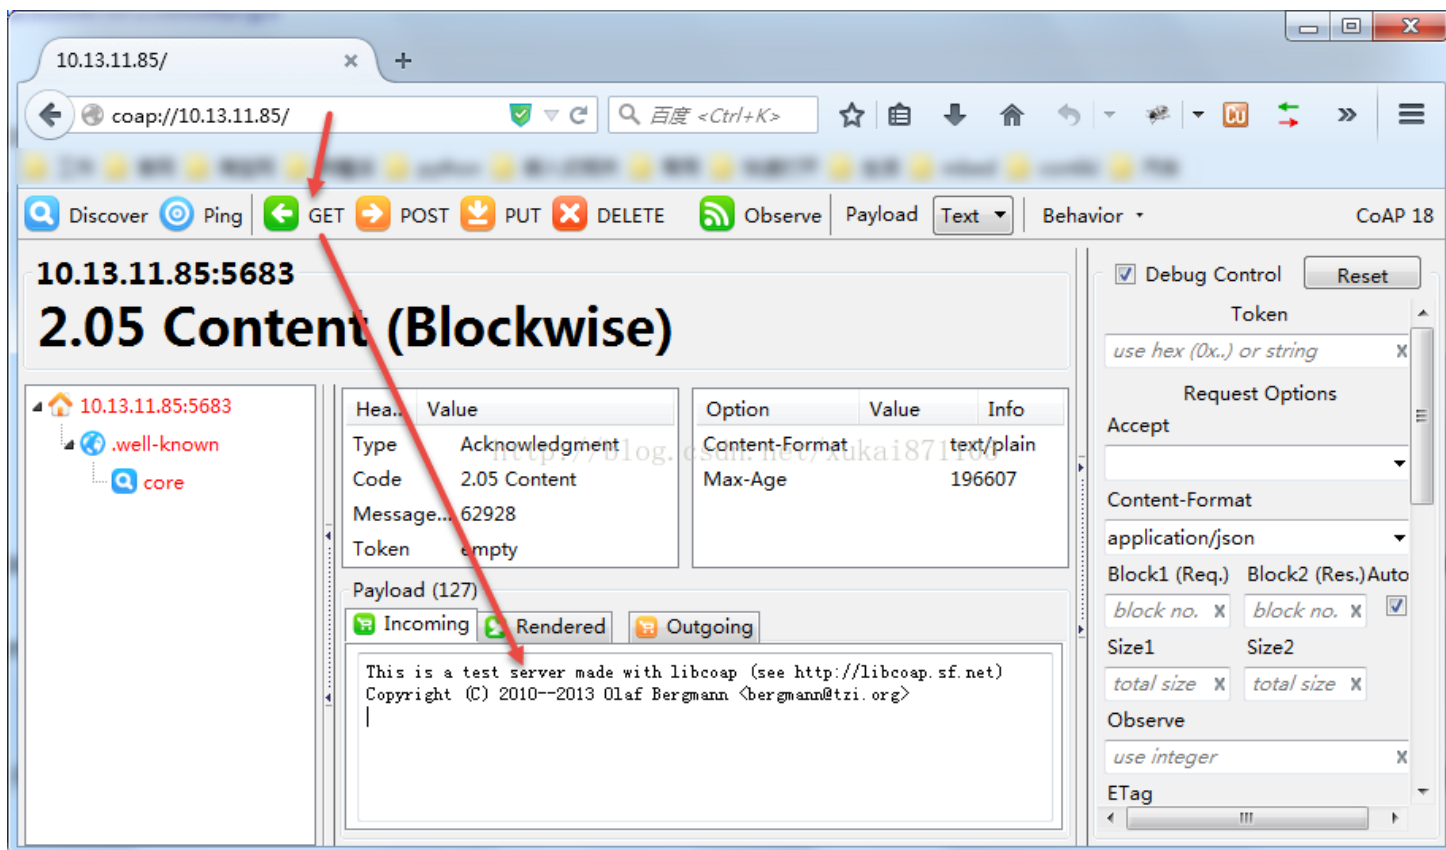 10.13.11.85/
coap://10.13.11.85/
百度 <Ctrl+K>
Discover Ping GET POST PUT DELETE Observe Payload Text Behavior CoAP 18
10.13.11.85:5683
2.05 Content (Blockwise)
10.13.11.85:5683
.well-known
core
Hea... Value
Type Acknowledgment
Code 2.05 Content
Message... 62928
Token empty
Option Value Info
Content-Format text/plain
Max-Age 196607
Payload (127)
Incoming Rendered Outgoing
This is a test server made with libcoap (see http://libcoap.sf.net)
Copyright (C) 2010--2013 Olaf Bergmann <bergmann@tzi.org>
Debug Control Reset
Token
use hex (0x..) or string
Request Options
Accept
Content-Format
application/json
Block1 (Req.) Block2 (Res.) Auto
block no. block no.
Size1 Size2
total size total size
Observe
use integer
ETag